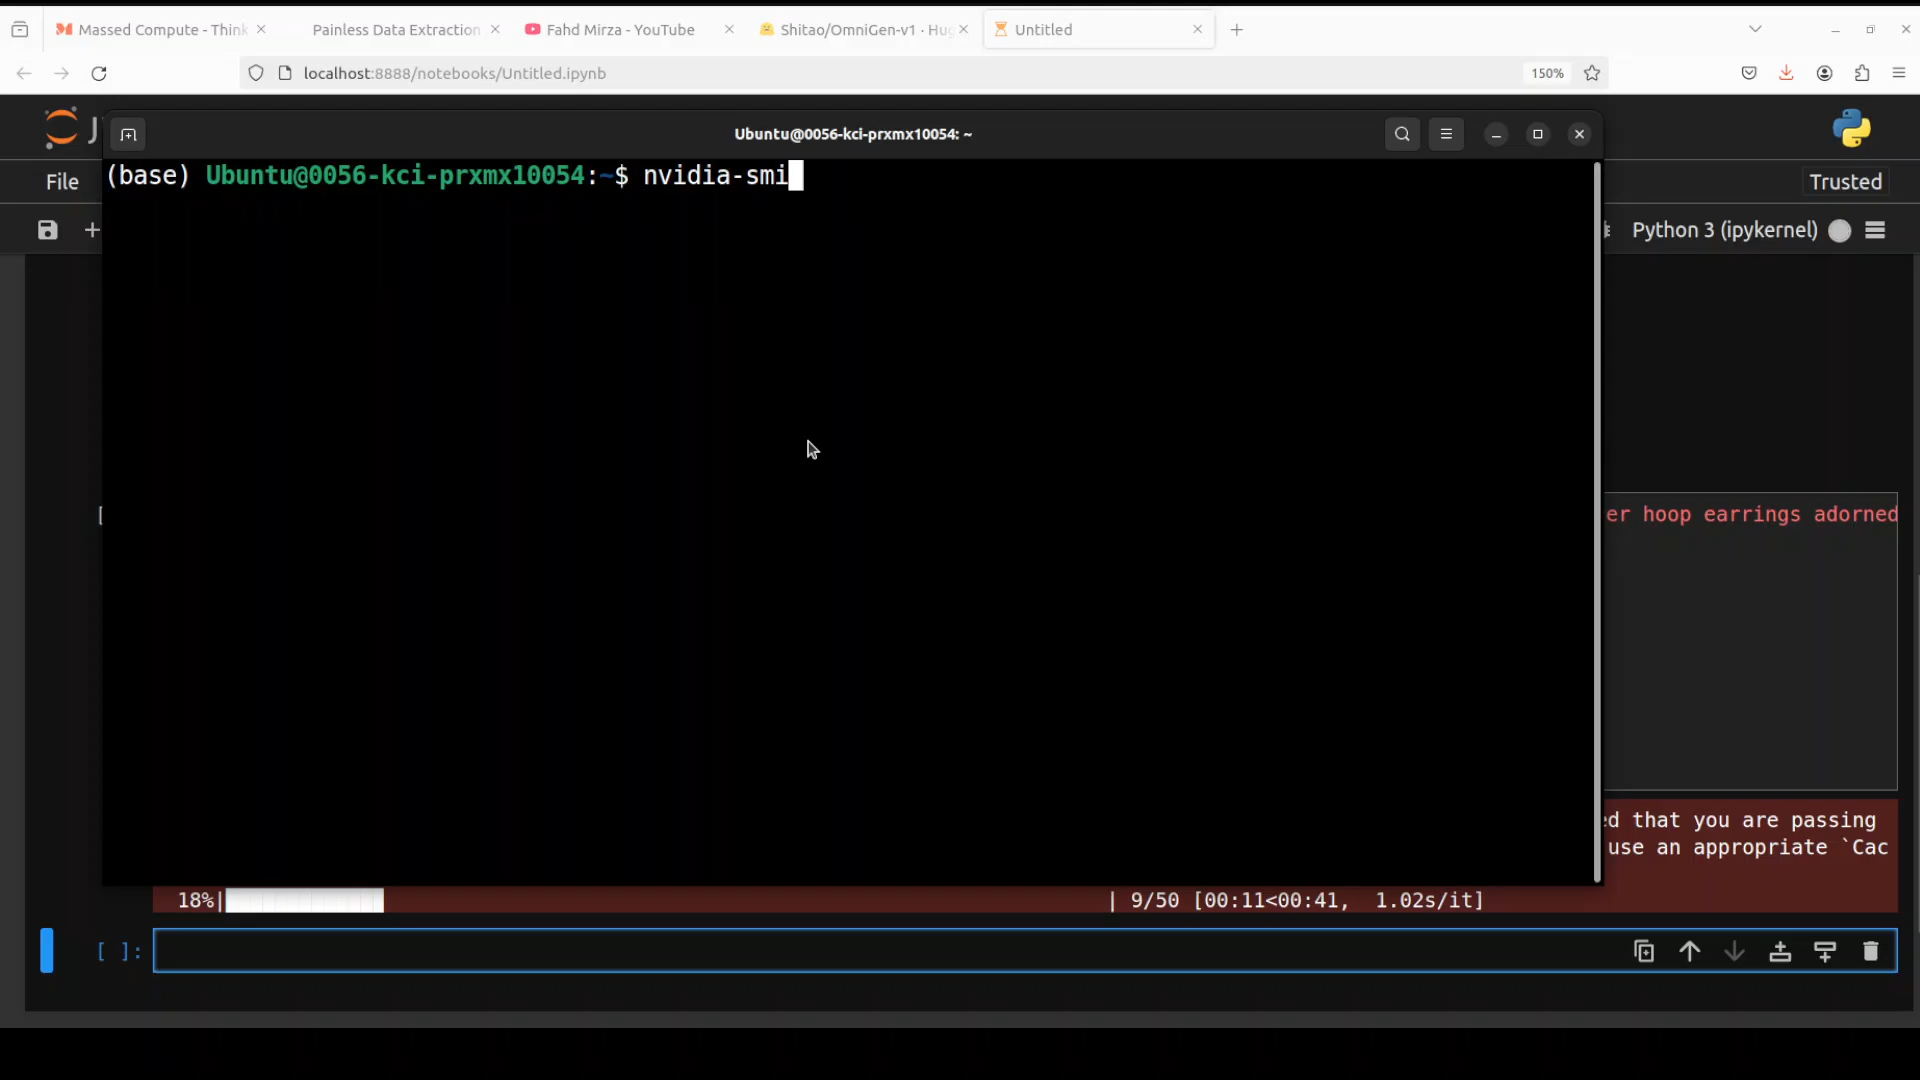 Massed Compute - Think
Painless Data Extraction
Fahd Mirza - YouTube
Shitao/OmniGen-v1 · Hug
Untitled
localhost:8888/notebooks/Untitled.ipynb
150%
J
Ubuntu@0056-kci-prxmx10054: ~
(base) Ubuntu@0056-kci-prxmx10054:~$ nvidia-smi
File
Trusted
Python 3 (ipykernel)
[
er hoop earrings adorned
ed that you are passing
use an appropriate `Cac
18%| | 9/50 [00:11<00:41, 1.02s/it]
[ ]: